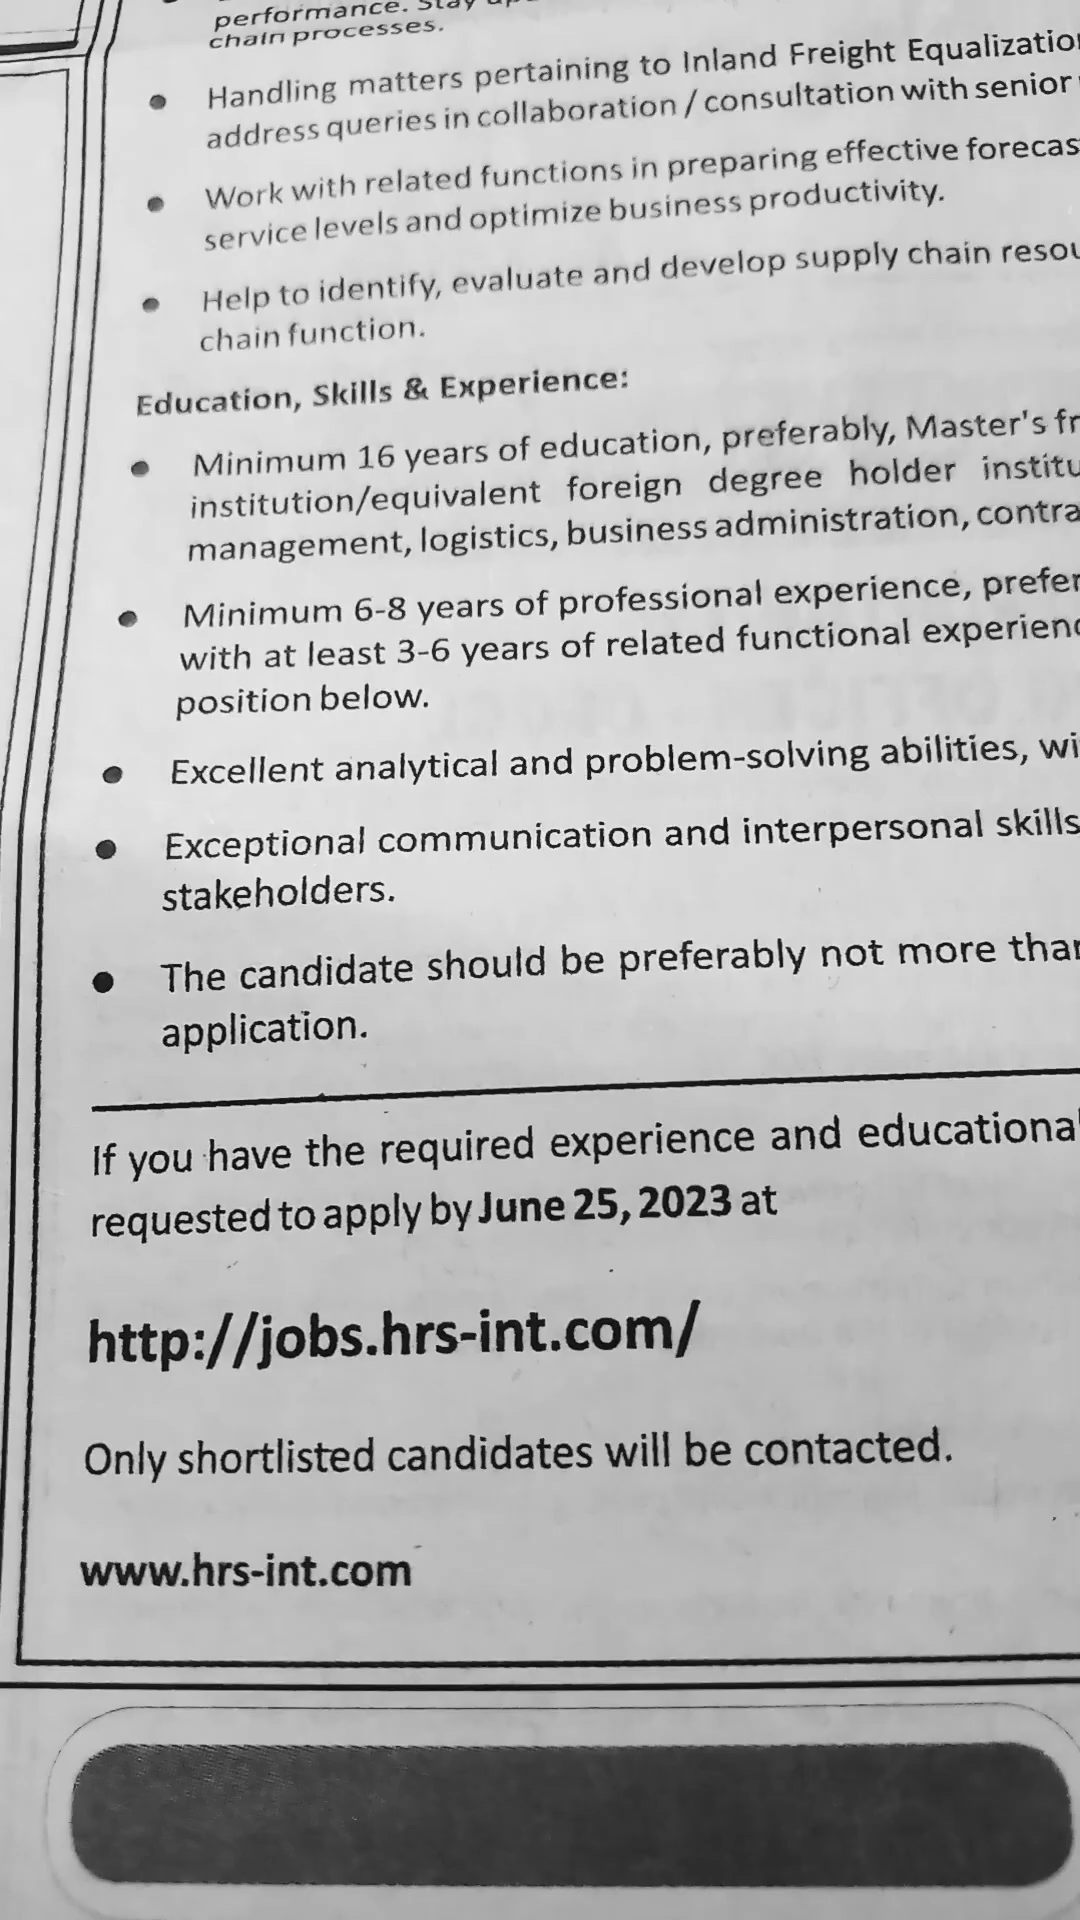 performance. Stay
chain processes.
• Handling matters pertaining to Inland Freight Equalization
address queries in collaboration / consultation with senior
• Work with related functions in preparing effective forecas
service levels and optimize business productivity.
• Help to identify, evaluate and develop supply chain resou
chain function.
Education, Skills & Experience:
• Minimum 16 years of education, preferably, Master's fr
institution/equivalent foreign degree holder institu
management, logistics, business administration, contra
• Minimum 6-8 years of professional experience, prefer
with at least 3-6 years of related functional experienc
position below.
• Excellent analytical and problem-solving abilities, wi
• Exceptional communication and interpersonal skills
stakeholders.
• The candidate should be preferably not more than
application.
If you have the required experience and educational
requested to apply by June 25, 2023 at
http://jobs.hrs-int.com/
Only shortlisted candidates will be contacted.
www.hrs-int.com